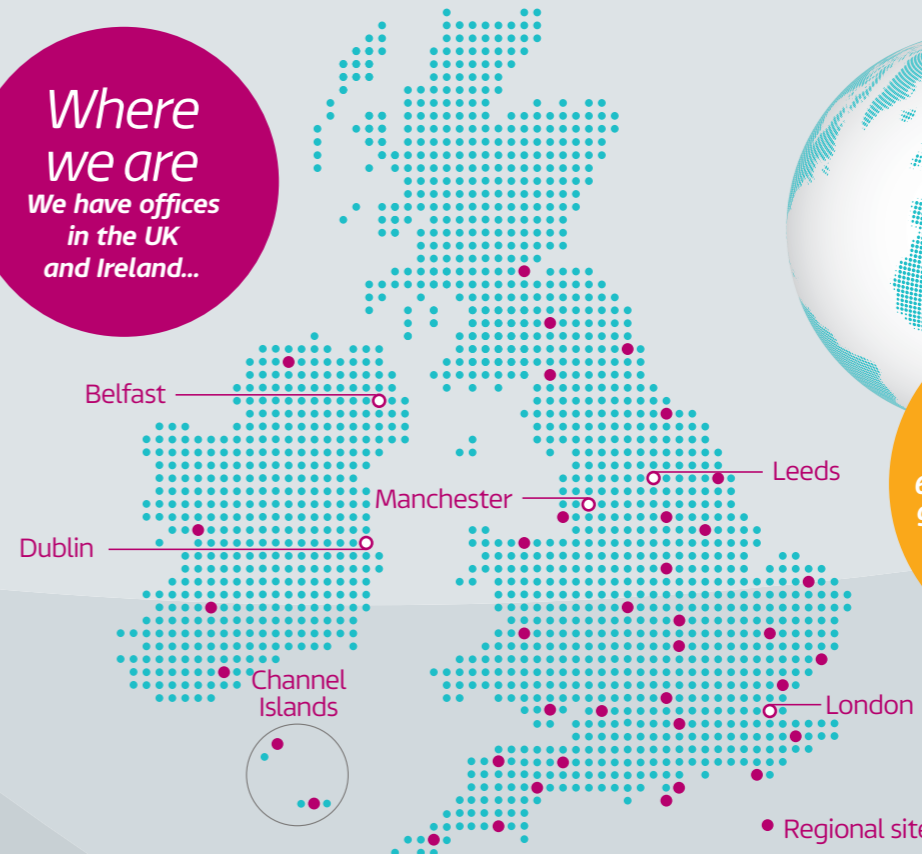 Where
we are
We have offices
in the UK
and Ireland...
Belfast
Leeds
Manchester
Dublin
Channel
Islands
London
Regional site